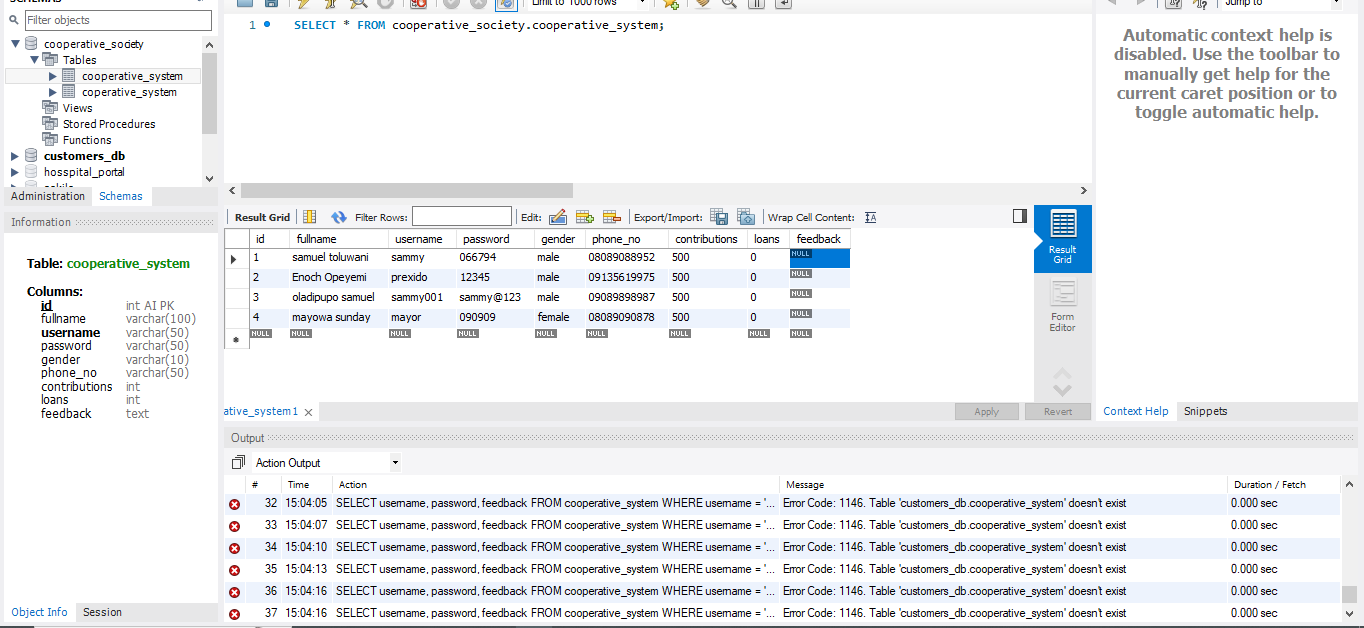 SCHEMAS
Filter objects
cooperative_society
Tables
cooperative_system
coperative_system
Views
Stored Procedures
Functions
customers_db
hosspital_portal
Administration Schemas
Information
Table: cooperative_system
Columns:
id int AI PK
fullname varchar(100)
username varchar(50)
password varchar(50)
gender varchar(10)
phone_no varchar(50)
contributions int
loans int
feedback text
Object Info Session
Limit to 1000 rows
1 SELECT * FROM cooperative_society.cooperative_system;
Result Grid Filter Rows: Edit: Export/Import: Wrap Cell Content:
id fullname username password gender phone_no contributions loans feedback
1 samuel toluwani sammy 066794 male 08089088952 500 0 NULL
2 Enoch Opeyemi prexido 12345 male 09135619975 500 0 NULL
3 oladipupo samuel sammy001 sammy@123 male 09089898987 500 0 NULL
4 mayowa sunday mayor 090909 female 08089090878 500 0 NULL
NULL NULL NULL NULL NULL NULL NULL NULL NULL
Result
Grid
Form
Editor
ative_system1
Apply Revert
Jump to
Automatic context help is
disabled. Use the toolbar to
manually get help for the
current caret position or to
toggle automatic help.
Context Help Snippets
Output
Action Output
# Time Action Message Duration / Fetch
32 15:04:05 SELECT username, password, feedback FROM cooperative_system WHERE username = '... Error Code: 1146. Table 'customers_db.cooperative_system' doesn't exist 0.000 sec
33 15:04:07 SELECT username, password, feedback FROM cooperative_system WHERE username = '... Error Code: 1146. Table 'customers_db.cooperative_system' doesn't exist 0.000 sec
34 15:04:10 SELECT username, password, feedback FROM cooperative_system WHERE username = '... Error Code: 1146. Table 'customers_db.cooperative_system' doesn't exist 0.000 sec
35 15:04:13 SELECT username, password, feedback FROM cooperative_system WHERE username = '... Error Code: 1146. Table 'customers_db.cooperative_system' doesn't exist 0.000 sec
36 15:04:16 SELECT username, password, feedback FROM cooperative_system WHERE username = '... Error Code: 1146. Table 'customers_db.cooperative_system' doesn't exist 0.000 sec
37 15:04:16 SELECT username, password, feedback FROM cooperative_system WHERE username = '... Error Code: 1146. Table 'customers_db.cooperative_system' doesn't exist 0.000 sec